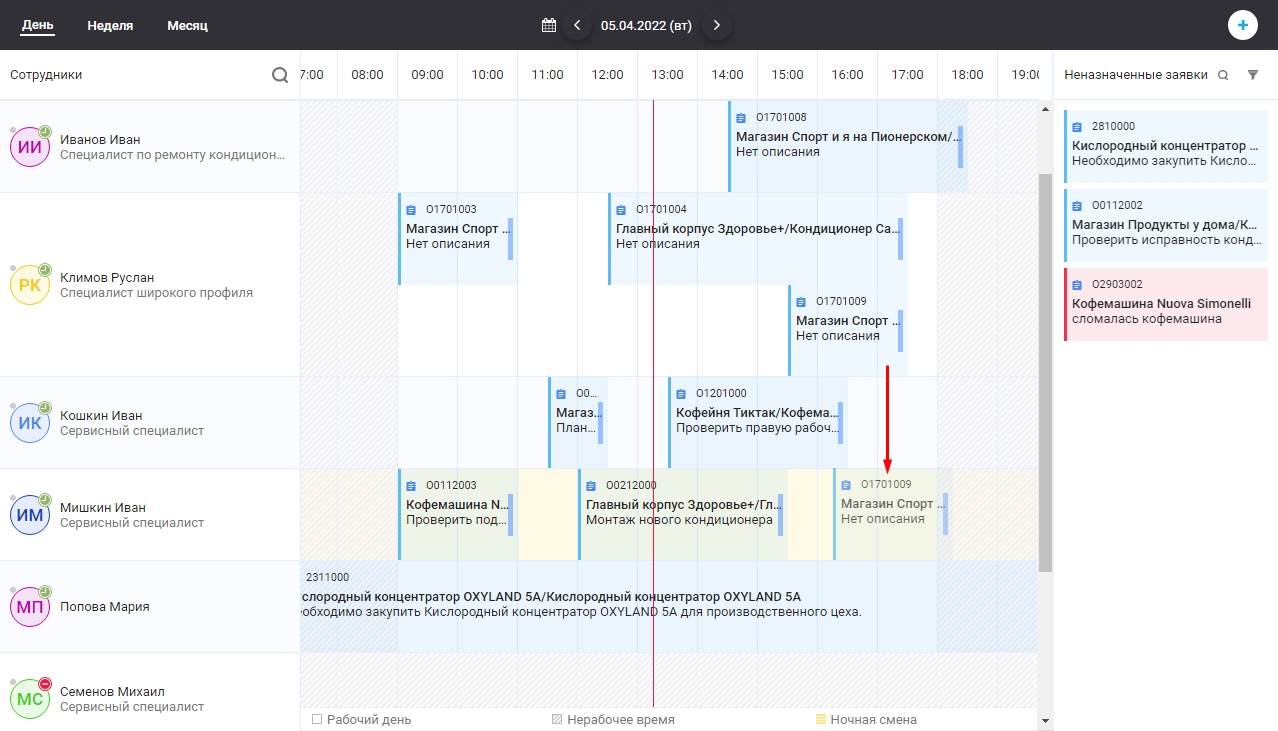 День Неделя Месяц 05.04.2022 (вт)
Сотрудники
7:00 08:00 09:00 10:00 11:00 12:00 13:00 14:00 15:00 16:00 17:00 18:00 19:0
Неназначенные заявки
ИИ
Иванов Иван
Специалист по ремонту кондицион...
O1701008
Магазин Спорт и я на Пионерском/...
Нет описания
РК
Климов Руслан
Специалист широкого профиля
O1701003
Магазин Спорт ...
Нет описания
O1701004
Главный корпус Здоровье+/Кондиционер Са...
Нет описания
O1701009
Магазин Спорт ...
Нет описания
ИК
Кошкин Иван
Сервисный специалист
O0...
Магаз...
План...
O1201000
Кофейня Тиктак/Кофема...
Проверить правую рабоч...
ИМ
Мишкин Иван
Сервисный специалист
O0112003
Кофемашина N...
Проверить под...
O0212000
Главный корпус Здоровье+/Гл...
Монтаж нового кондиционера
O1701009
Магазин Спорт ...
Нет описания
МП
Попова Мария
2311000
слородный концентратор OXYLAND 5A/Кислородный концентратор OXYLAND 5A
еобходимо закупить Кислородный концентратор OXYLAND 5A для производственного цеха.
МС
Семенов Михаил
Сервисный специалист
Рабочий день Нерабочее время Ночная смена
2810000
Кислородный концентратор ...
Необходимо закупить Кисло...
O0112002
Магазин Продукты у дома/К...
Проверить исправность конд...
O2903002
Кофемашина Nuova Simonelli
сломалась кофемашина